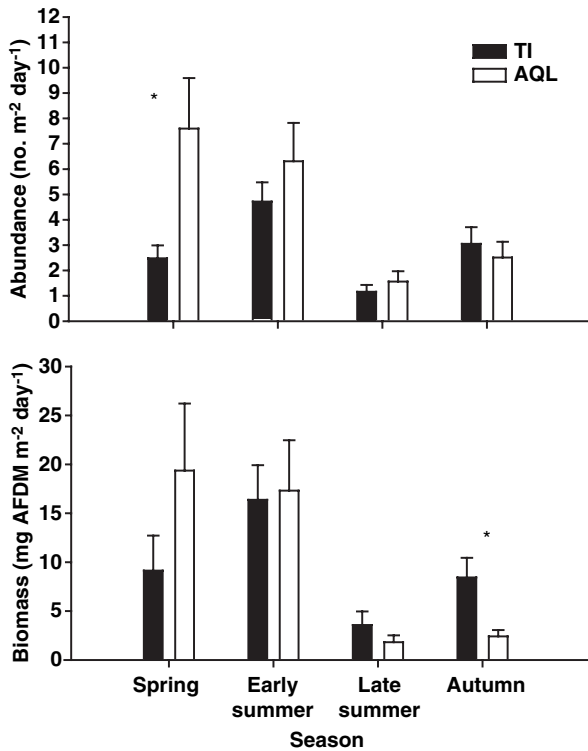 12
11
10
9
8
7
6
5
4
3
2
1
0
Abundance (no. m⁻² day⁻¹)
*
TI
AQL
30
25
20
15
10
5
0
Biomass (mg AFDM m⁻² day⁻¹)
*
Spring
Early summer
Late summer
Autumn
Season